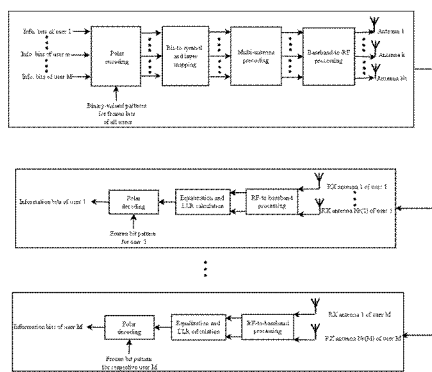 Info. bits of user 1
Info. bits of user m
Info. bits of user M
Polar encoding
Bit-to symbol and layer mapping
Multi-antenna precoding
Baseband-to-RF processing
Antenna 1
Antenna k
Antenna Nt
Binary-valued patterns
for frozen bits
of all users
Information bits of user 1
Polar decoding
Equalization and LLR calculation
RF-to baseband processing
RX antenna 1 of user 1
RX antenna Nr(1) of user 1
Frozen bit pattern
for user 1
Information bits of user M
Polar decoding
Equalization and LLR calculation
RF-to-baseband processing
RX antenna 1 of user M
RX antenna Nr(M) of user M
Frozen bit pattern
for respective user M